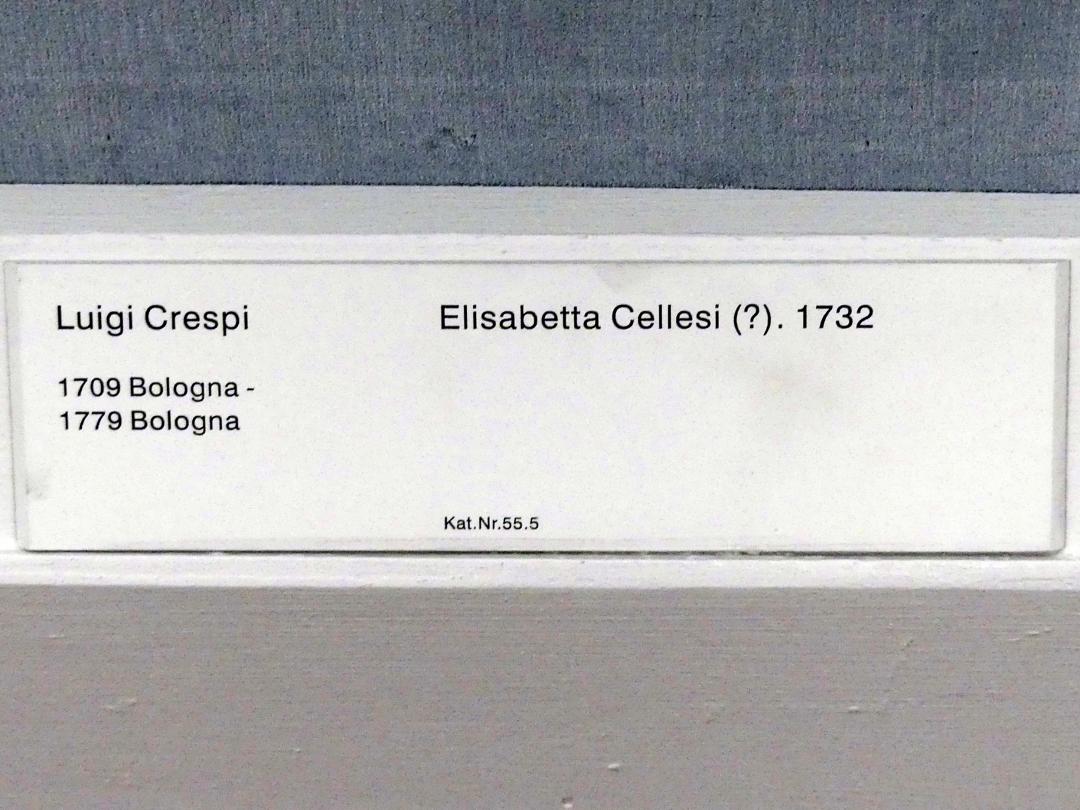 Luigi Crespi
Elisabetta Cellesi (?). 1732
1709 Bologna -
1779 Bologna
Kat.Nr.55.5